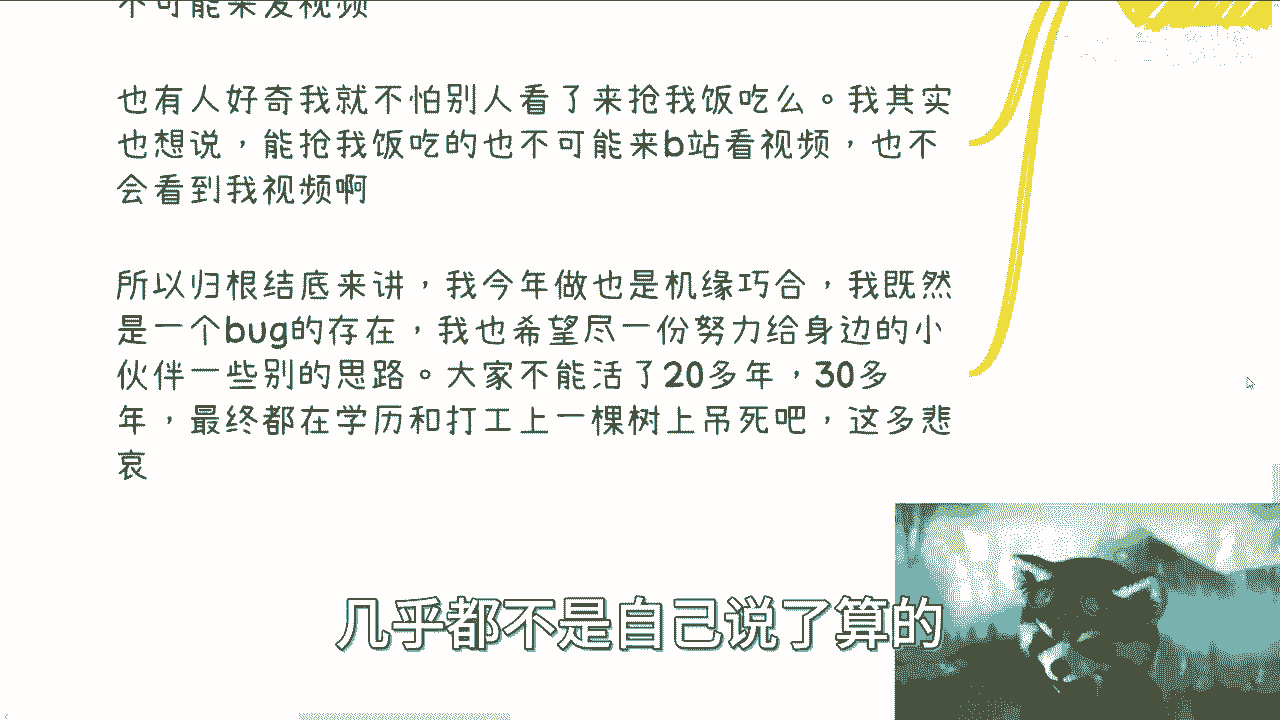 不可能来发视频
也有人好奇我就不怕别人看了来抢我饭吃么。我其实
也想说，能抢我饭吃的也不可能来b站看视频，也不
会看到我视频啊
所以归根结底来讲，我今年做也是机缘巧合，我既然
是一个bug的存在，我也希望尽一份努力给身边的小
伙伴一些别的思路。大家不能活了20多年，30多
年，最终都在学历和打工上一棵树上吊死吧，这多悲
哀
几乎都不是自己说了算的